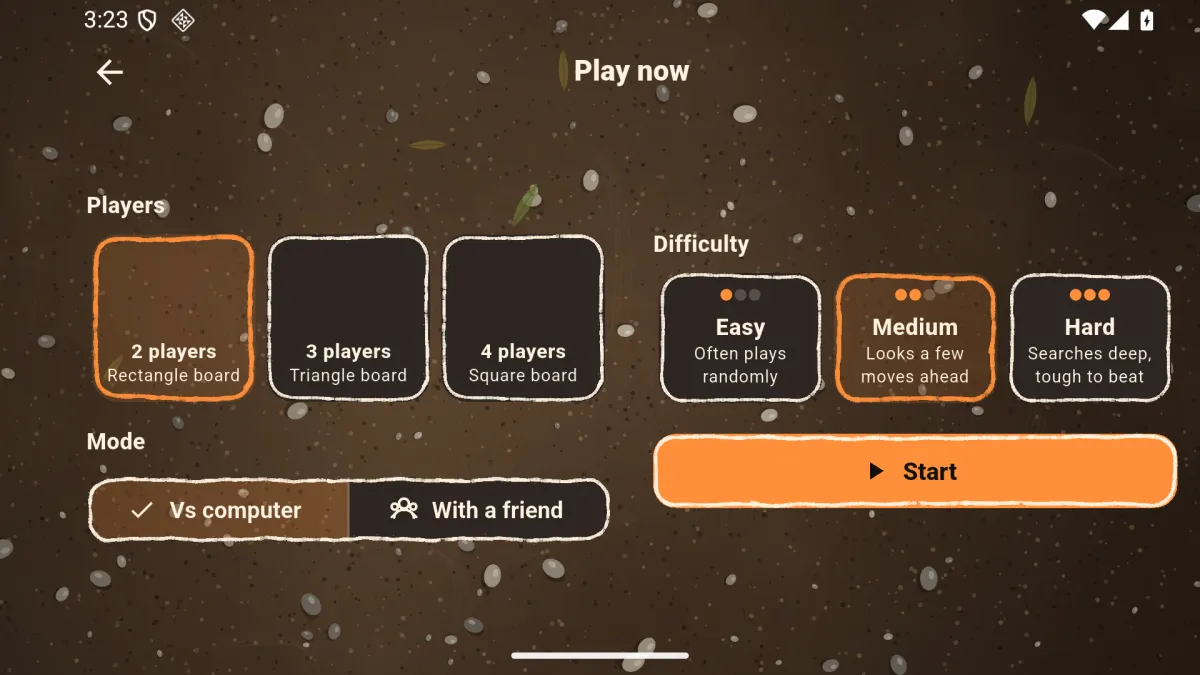 3:23
Play now
Players
2 players
Rectangle board
3 players
Triangle board
4 players
Square board
Mode
Vs computer
With a friend
Difficulty
Easy
Often plays
randomly
Medium
Looks a few
moves ahead
Hard
Searches deep,
tough to beat
Start